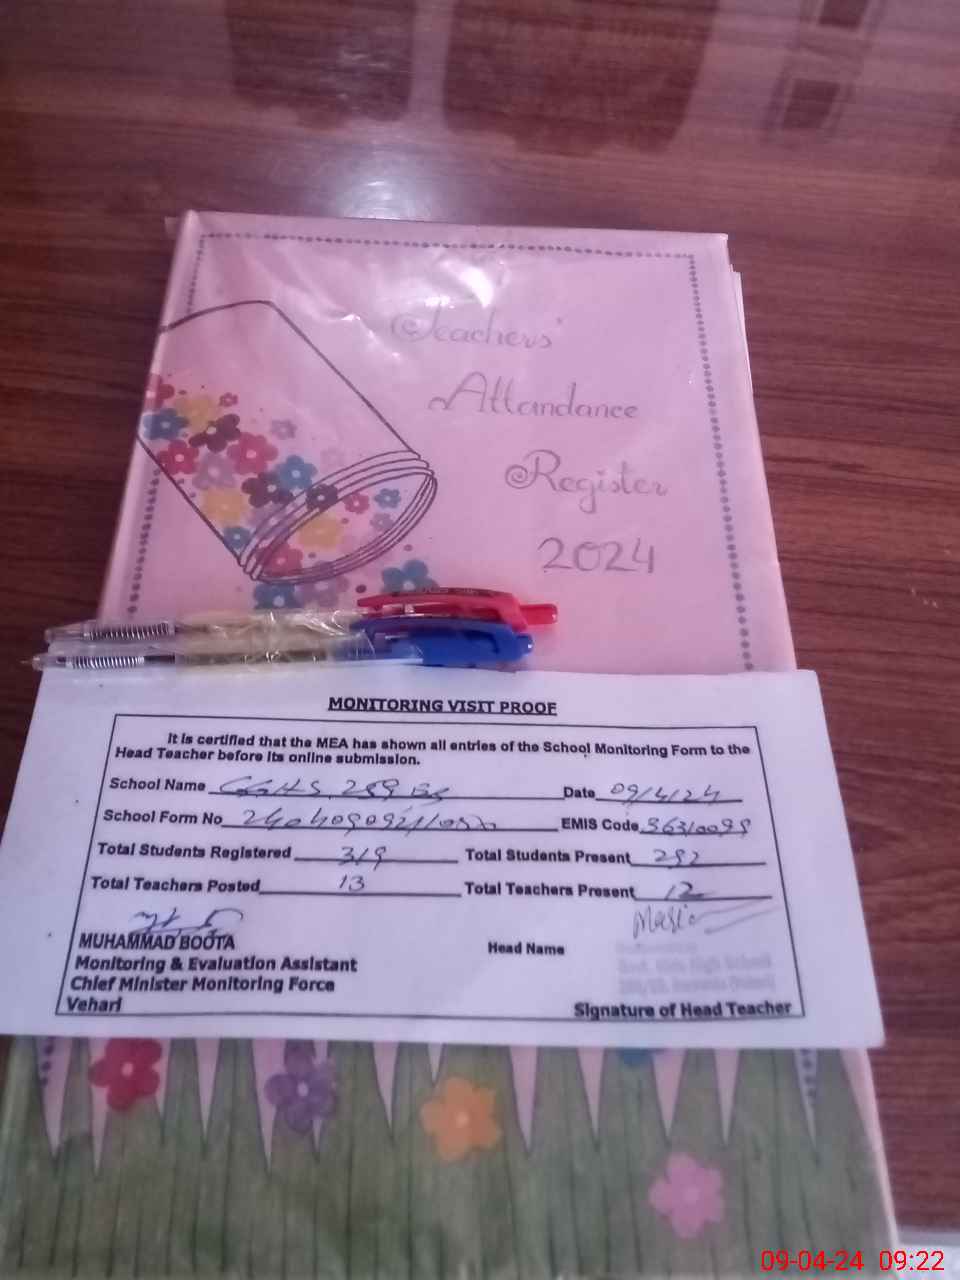 Teachers'
Attandance
Register
2024
MONITORING VISIT PROOF
It is certified that the MEA has shown all entries of the School Monitoring Form to the
Head Teacher before its online submission.
School Name GGHS 259 EB Date 09/4/24
School Form No EMIS Code
Total Students Registered 319 Total Students Present 292
Total Teachers Posted 13 Total Teachers Present 12
MUHAMMAD BOOTA
Monitoring & Evaluation Assistant Head Name
Chief Minister Monitoring Force
Vehari Signature of Head Teacher
09-04-24 09:22